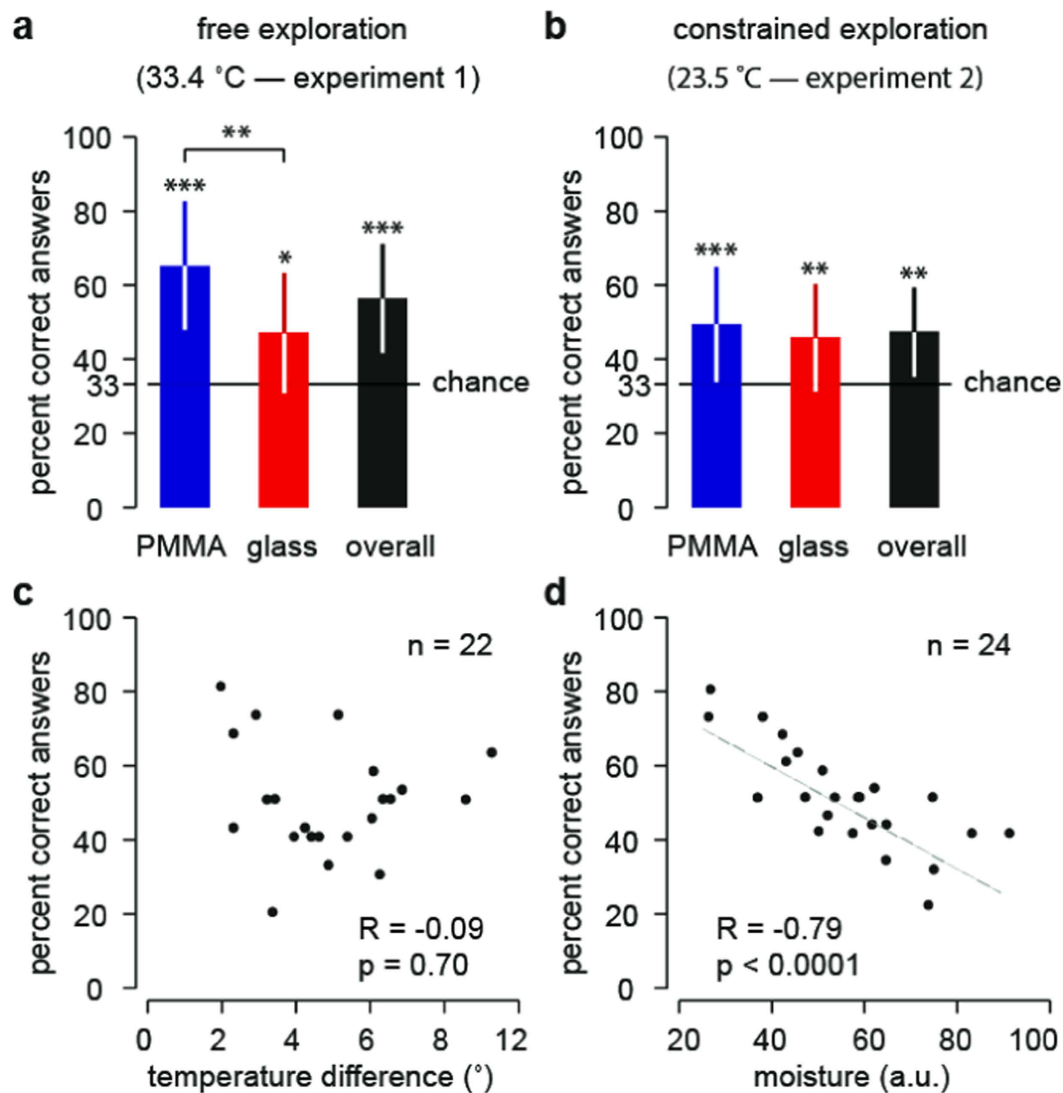 a
free exploration
(33.4 °C — experiment 1)
percent correct answers
100
80
60
40
33
20
0
**
***
*
***
chance
PMMA glass overall
b
constrained exploration
(23.5 °C — experiment 2)
percent correct answers
100
80
60
40
33
20
0
***
**
**
chance
PMMA glass overall
c
percent correct answers
100
80
60
40
20
0
n = 22
R = -0.09
p = 0.70
0 2 4 6 8 12
temperature difference (°)
d
percent correct answers
100
80
60
40
20
0
n = 24
R = -0.79
p < 0.0001
20 40 60 80 100
moisture (a.u.)